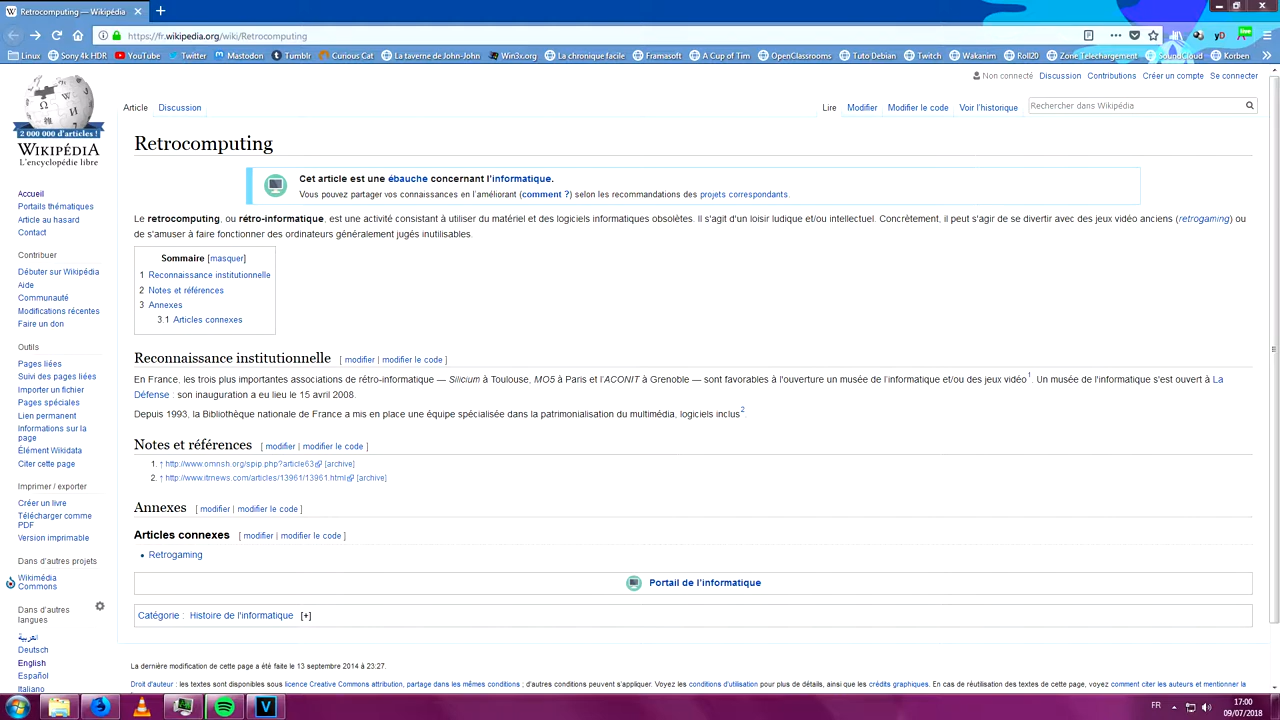 Retrocomputing — Wikipédia
https://fr.wikipedia.org/wiki/Retrocomputing
Linux Sony 4k HDR YouTube Twitter Mastodon Tumblr Curious Cat La taverne de John-John Win3x.org La chronique facile Framasoft A Cup of Tim OpenClassrooms Tuto Debian Twitch Wakanim Roll20 Zone Telechargement SoundCloud Korben
Non connecté Discussion Contributions Créer un compte Se connecter
Article Discussion Lire Modifier Modifier le code Voir l'historique Rechercher dans Wikipédia
2 000 000 d'articles !
WIKIPÉDIA
L'encyclopédie libre
Accueil
Portails thématiques
Article au hasard
Contact
Contribuer
Débuter sur Wikipédia
Aide
Communauté
Modifications récentes
Faire un don
Outils
Pages liées
Suivi des pages liées
Importer un fichier
Pages spéciales
Lien permanent
Informations sur la
page
Élément Wikidata
Citer cette page
Imprimer / exporter
Créer un livre
Télécharger comme
PDF
Version imprimable
Dans d'autres projets
Wikimédia
Commons
Dans d'autres
langues
العربية
Deutsch
English
Español
Italiano
Retrocomputing
Cet article est une ébauche concernant l'informatique.
Vous pouvez partager vos connaissances en l'améliorant (comment ?) selon les recommandations des projets correspondants.
Le retrocomputing, ou rétro-informatique, est une activité consistant à utiliser du matériel et des logiciels informatiques obsolètes. Il s'agit d'un loisir ludique et/ou intellectuel. Concrètement, il peut s'agir de se divertir avec des jeux vidéo anciens (retrogaming) ou
de s'amuser à faire fonctionner des ordinateurs généralement jugés inutilisables.
Sommaire [masquer]
1 Reconnaissance institutionnelle
2 Notes et références
3 Annexes
3.1 Articles connexes
Reconnaissance institutionnelle [ modifier | modifier le code ]
En France, les trois plus importantes associations de rétro-informatique — Silicium à Toulouse, MO5 à Paris et l'ACONIT à Grenoble — sont favorables à l'ouverture un musée de l'informatique et/ou des jeux vidéo1. Un musée de l'informatique s'est ouvert à La
Défense : son inauguration a eu lieu le 15 avril 2008.
Depuis 1993, la Bibliothèque nationale de France a mis en place une équipe spécialisée dans la patrimonialisation du multimédia, logiciels inclus2.
Notes et références [ modifier | modifier le code ]
1. ↑ http://www.omnsh.org/spip.php?article63 [archive]
2. ↑ http://www.itrnews.com/articles/13961/13961.html [archive]
Annexes [ modifier | modifier le code ]
Articles connexes [ modifier | modifier le code ]
• Retrogaming
Portail de l'informatique
Catégorie : Histoire de l'informatique [+]
La dernière modification de cette page a été faite le 13 septembre 2014 à 23:27.
Droit d'auteur : les textes sont disponibles sous licence Creative Commons attribution, partage dans les mêmes conditions ; d'autres conditions peuvent s'appliquer. Voyez les conditions d'utilisation pour plus de détails, ainsi que les crédits graphiques. En cas de réutilisation des textes de cette page, voyez comment citer les auteurs et mentionner la
FR
17:00
09/07/2018